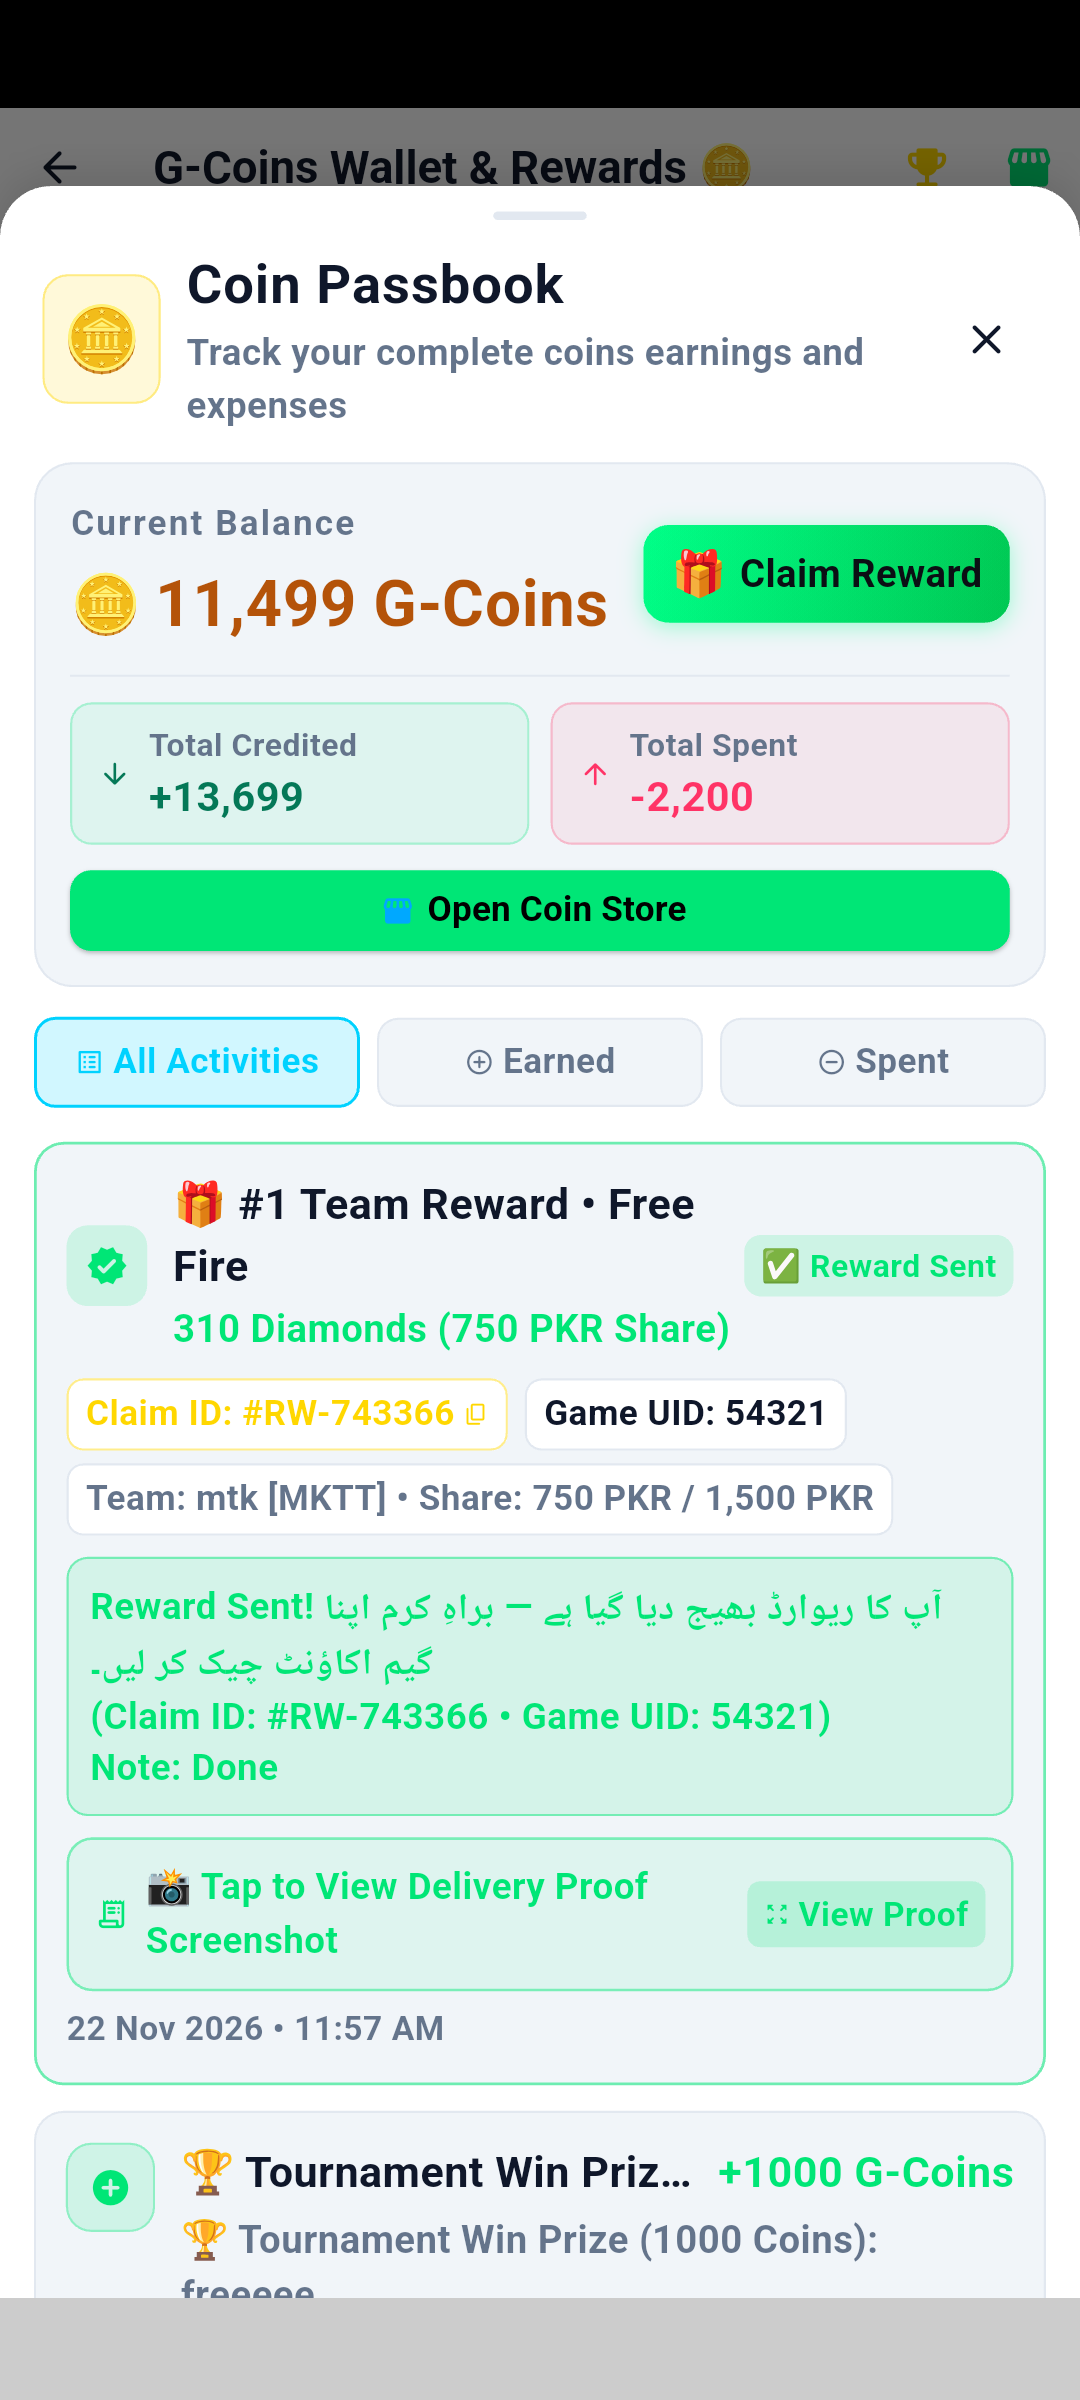 G-Coins Wallet & Rewards
Coin Passbook
Track your complete coins earnings and
expenses
Current Balance
11,499 G-Coins
Claim Reward
Total Credited
+13,699
Total Spent
-2,200
Open Coin Store
All Activities
Earned
Spent
#1 Team Reward • Free
Fire
310 Diamonds (750 PKR Share)
Reward Sent
Claim ID: #RW-743366
Game UID: 54321
Team: mtk [MKTT] • Share: 750 PKR / 1,500 PKR
Reward Sent! آپ کا ریوارڈ بھیج دیا گیا ہے — براہِ کرم اپنا
گیم اکاؤنٹ چیک کر لیں۔
(Claim ID: #RW-743366 • Game UID: 54321)
Note: Done
Tap to View Delivery Proof
Screenshot
View Proof
22 Nov 2026 • 11:57 AM
Tournament Win Priz...
+1000 G-Coins
Tournament Win Prize (1000 Coins):
freeeee